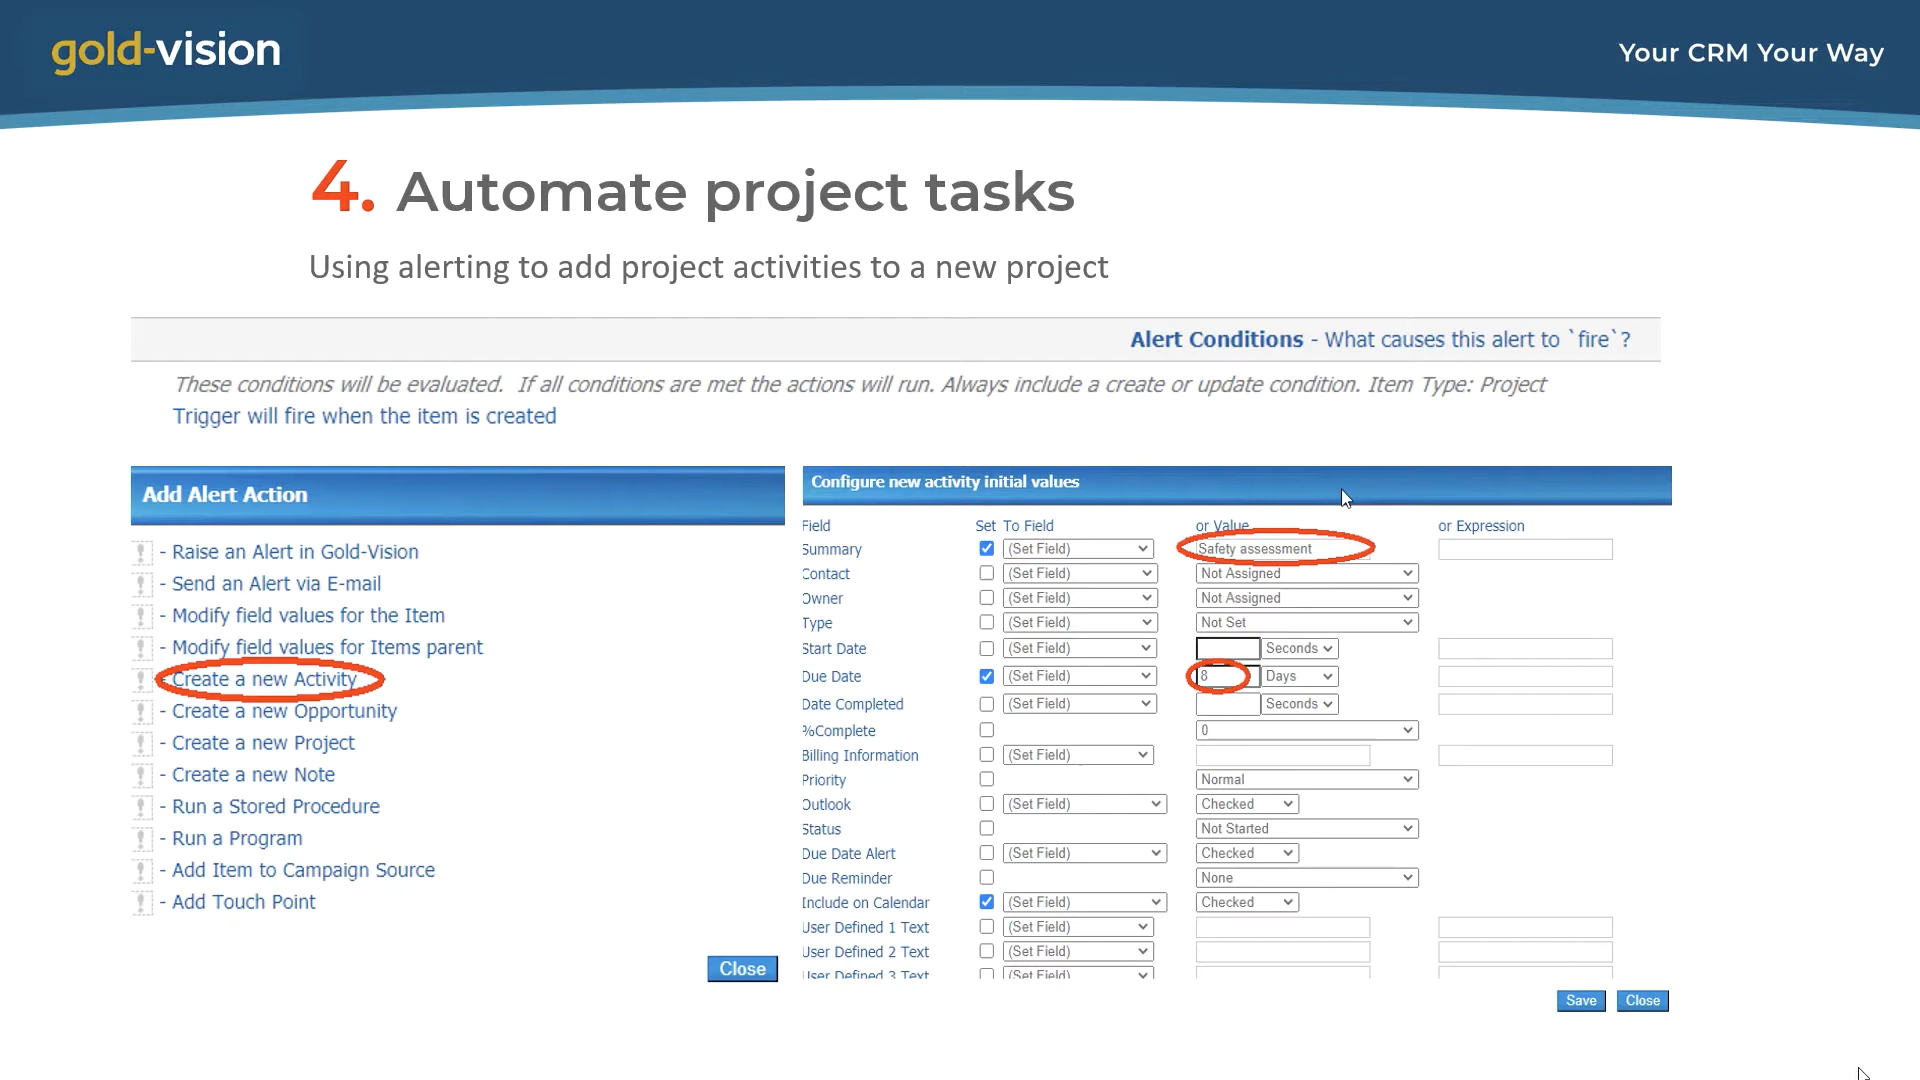 gold-vision
Your CRM Your Way
4. Automate project tasks
Using alerting to add project activities to a new project
Alert Conditions - What causes this alert to `fire`?
These conditions will be evaluated. If all conditions are met the actions will run. Always include a create or update condition. Item Type: Project
Trigger will fire when the item is created
Add Alert Action
- Raise an Alert in Gold-Vision
- Send an Alert via E-mail
- Modify field values for the Item
- Modify field values for Items parent
- Create a new Activity
- Create a new Opportunity
- Create a new Project
- Create a new Note
- Run a Stored Procedure
- Run a Program
- Add Item to Campaign Source
- Add Touch Point
Close
Configure new activity initial values
Field Set To Field or Value or Expression
Summary (Set Field) Safety assessment
Contact (Set Field) Not Assigned
Owner (Set Field) Not Assigned
Type (Set Field) Not Set
Start Date (Set Field) Seconds
Due Date (Set Field) 8 Days
Date Completed (Set Field) Seconds
%Complete 0
Billing Information (Set Field)
Priority Normal
Outlook (Set Field) Checked
Status Not Started
Due Date Alert (Set Field) Checked
Due Reminder None
Include on Calendar (Set Field) Checked
User Defined 1 Text (Set Field)
User Defined 2 Text (Set Field)
User Defined 3 Text (Set Field)
Save Close